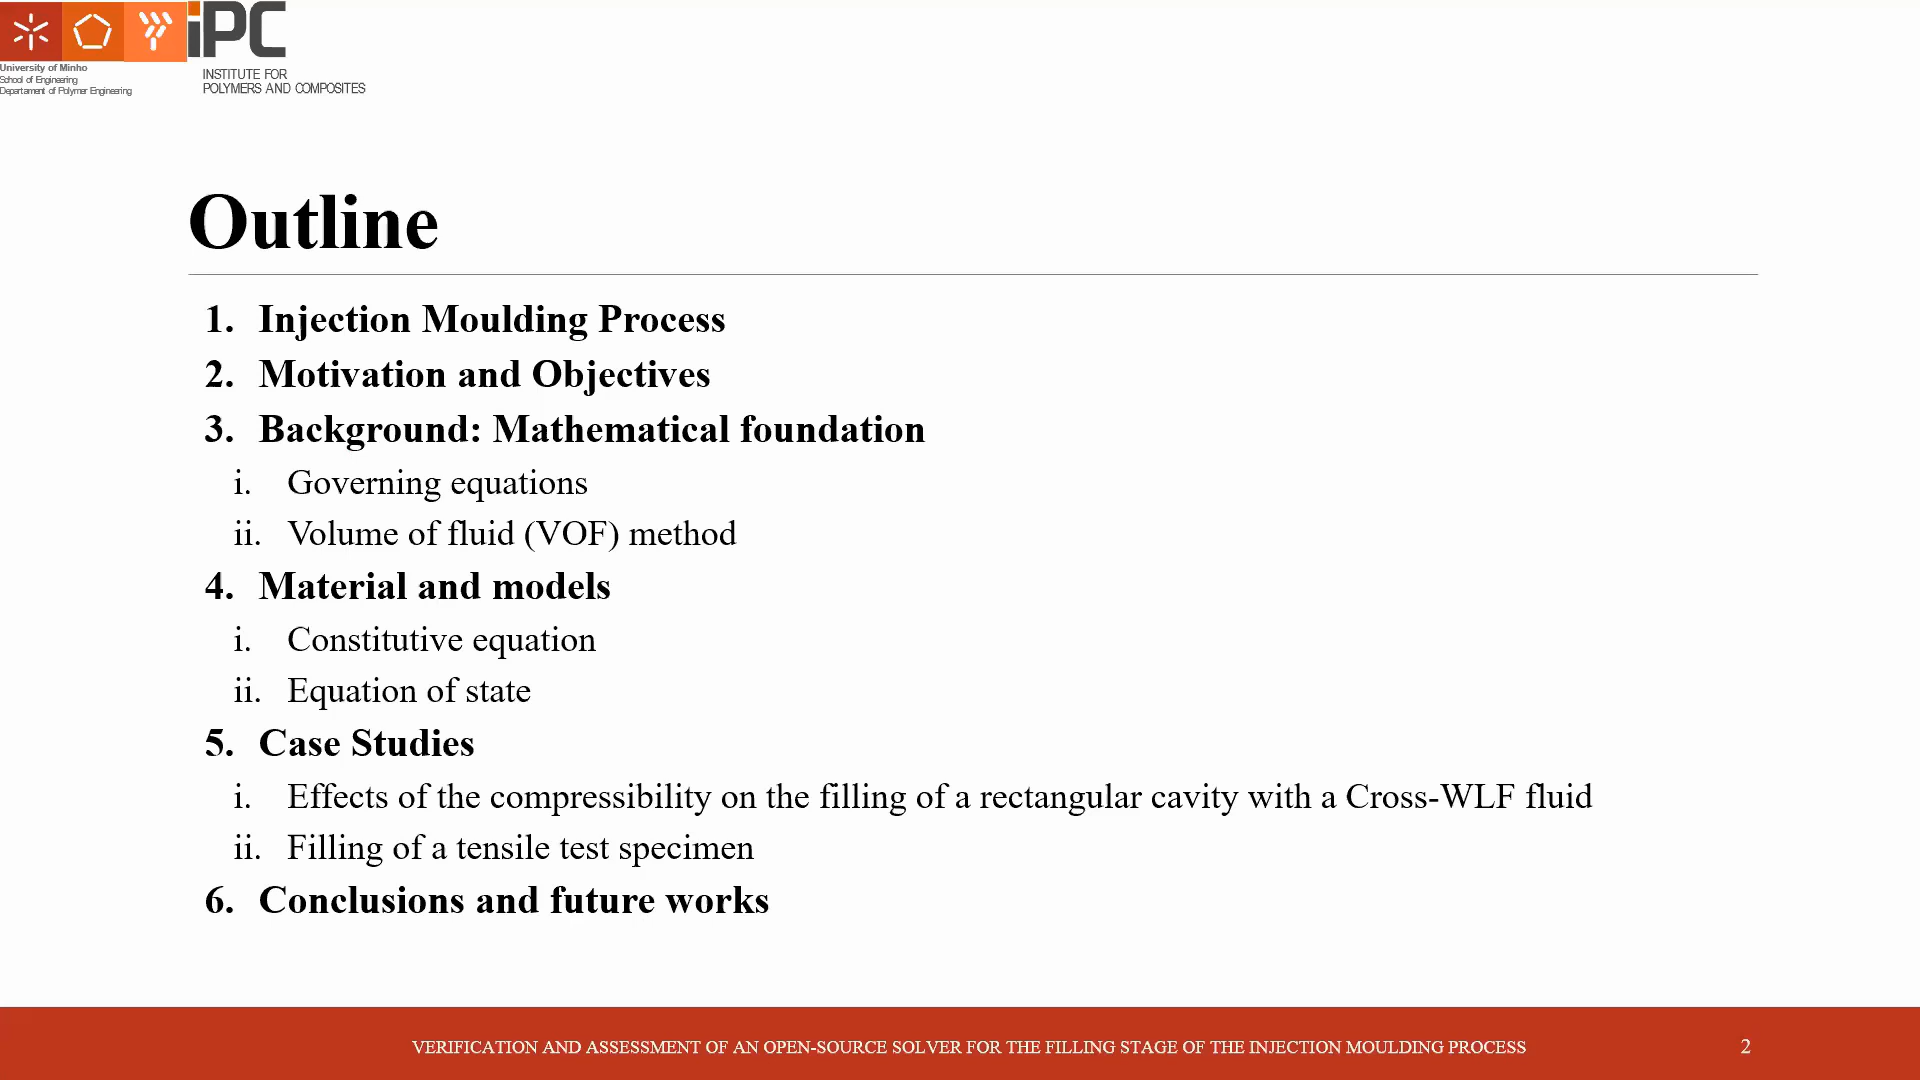 iPC
University of Minho
School of Engineering
Departament of Polymer Engineering
INSTITUTE FOR
POLYMERS AND COMPOSITES
Outline
1. Injection Moulding Process
2. Motivation and Objectives
3. Background: Mathematical foundation
i. Governing equations
ii. Volume of fluid (VOF) method
4. Material and models
i. Constitutive equation
ii. Equation of state
5. Case Studies
i. Effects of the compressibility on the filling of a rectangular cavity with a Cross-WLF fluid
ii. Filling of a tensile test specimen
6. Conclusions and future works
VERIFICATION AND ASSESSMENT OF AN OPEN-SOURCE SOLVER FOR THE FILLING STAGE OF THE INJECTION MOULDING PROCESS
2